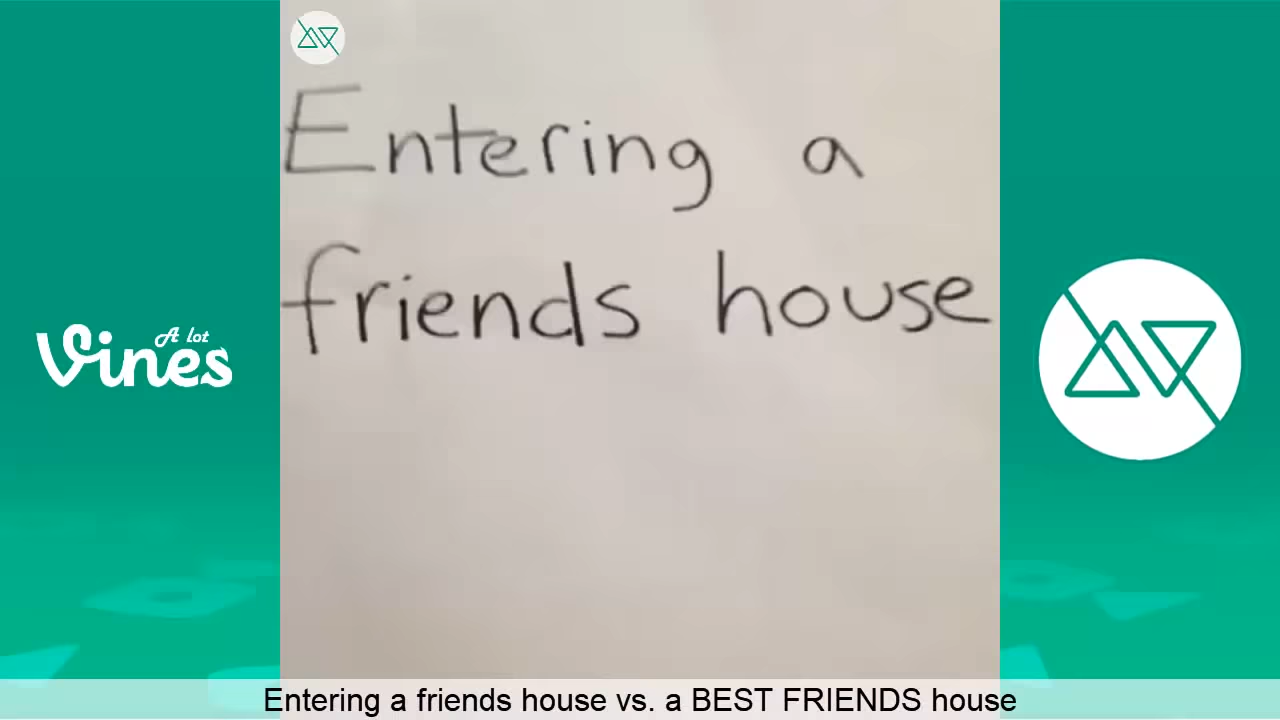 Entering a
friends house
A lot
Vines
Entering a friends house vs. a BEST FRIENDS house